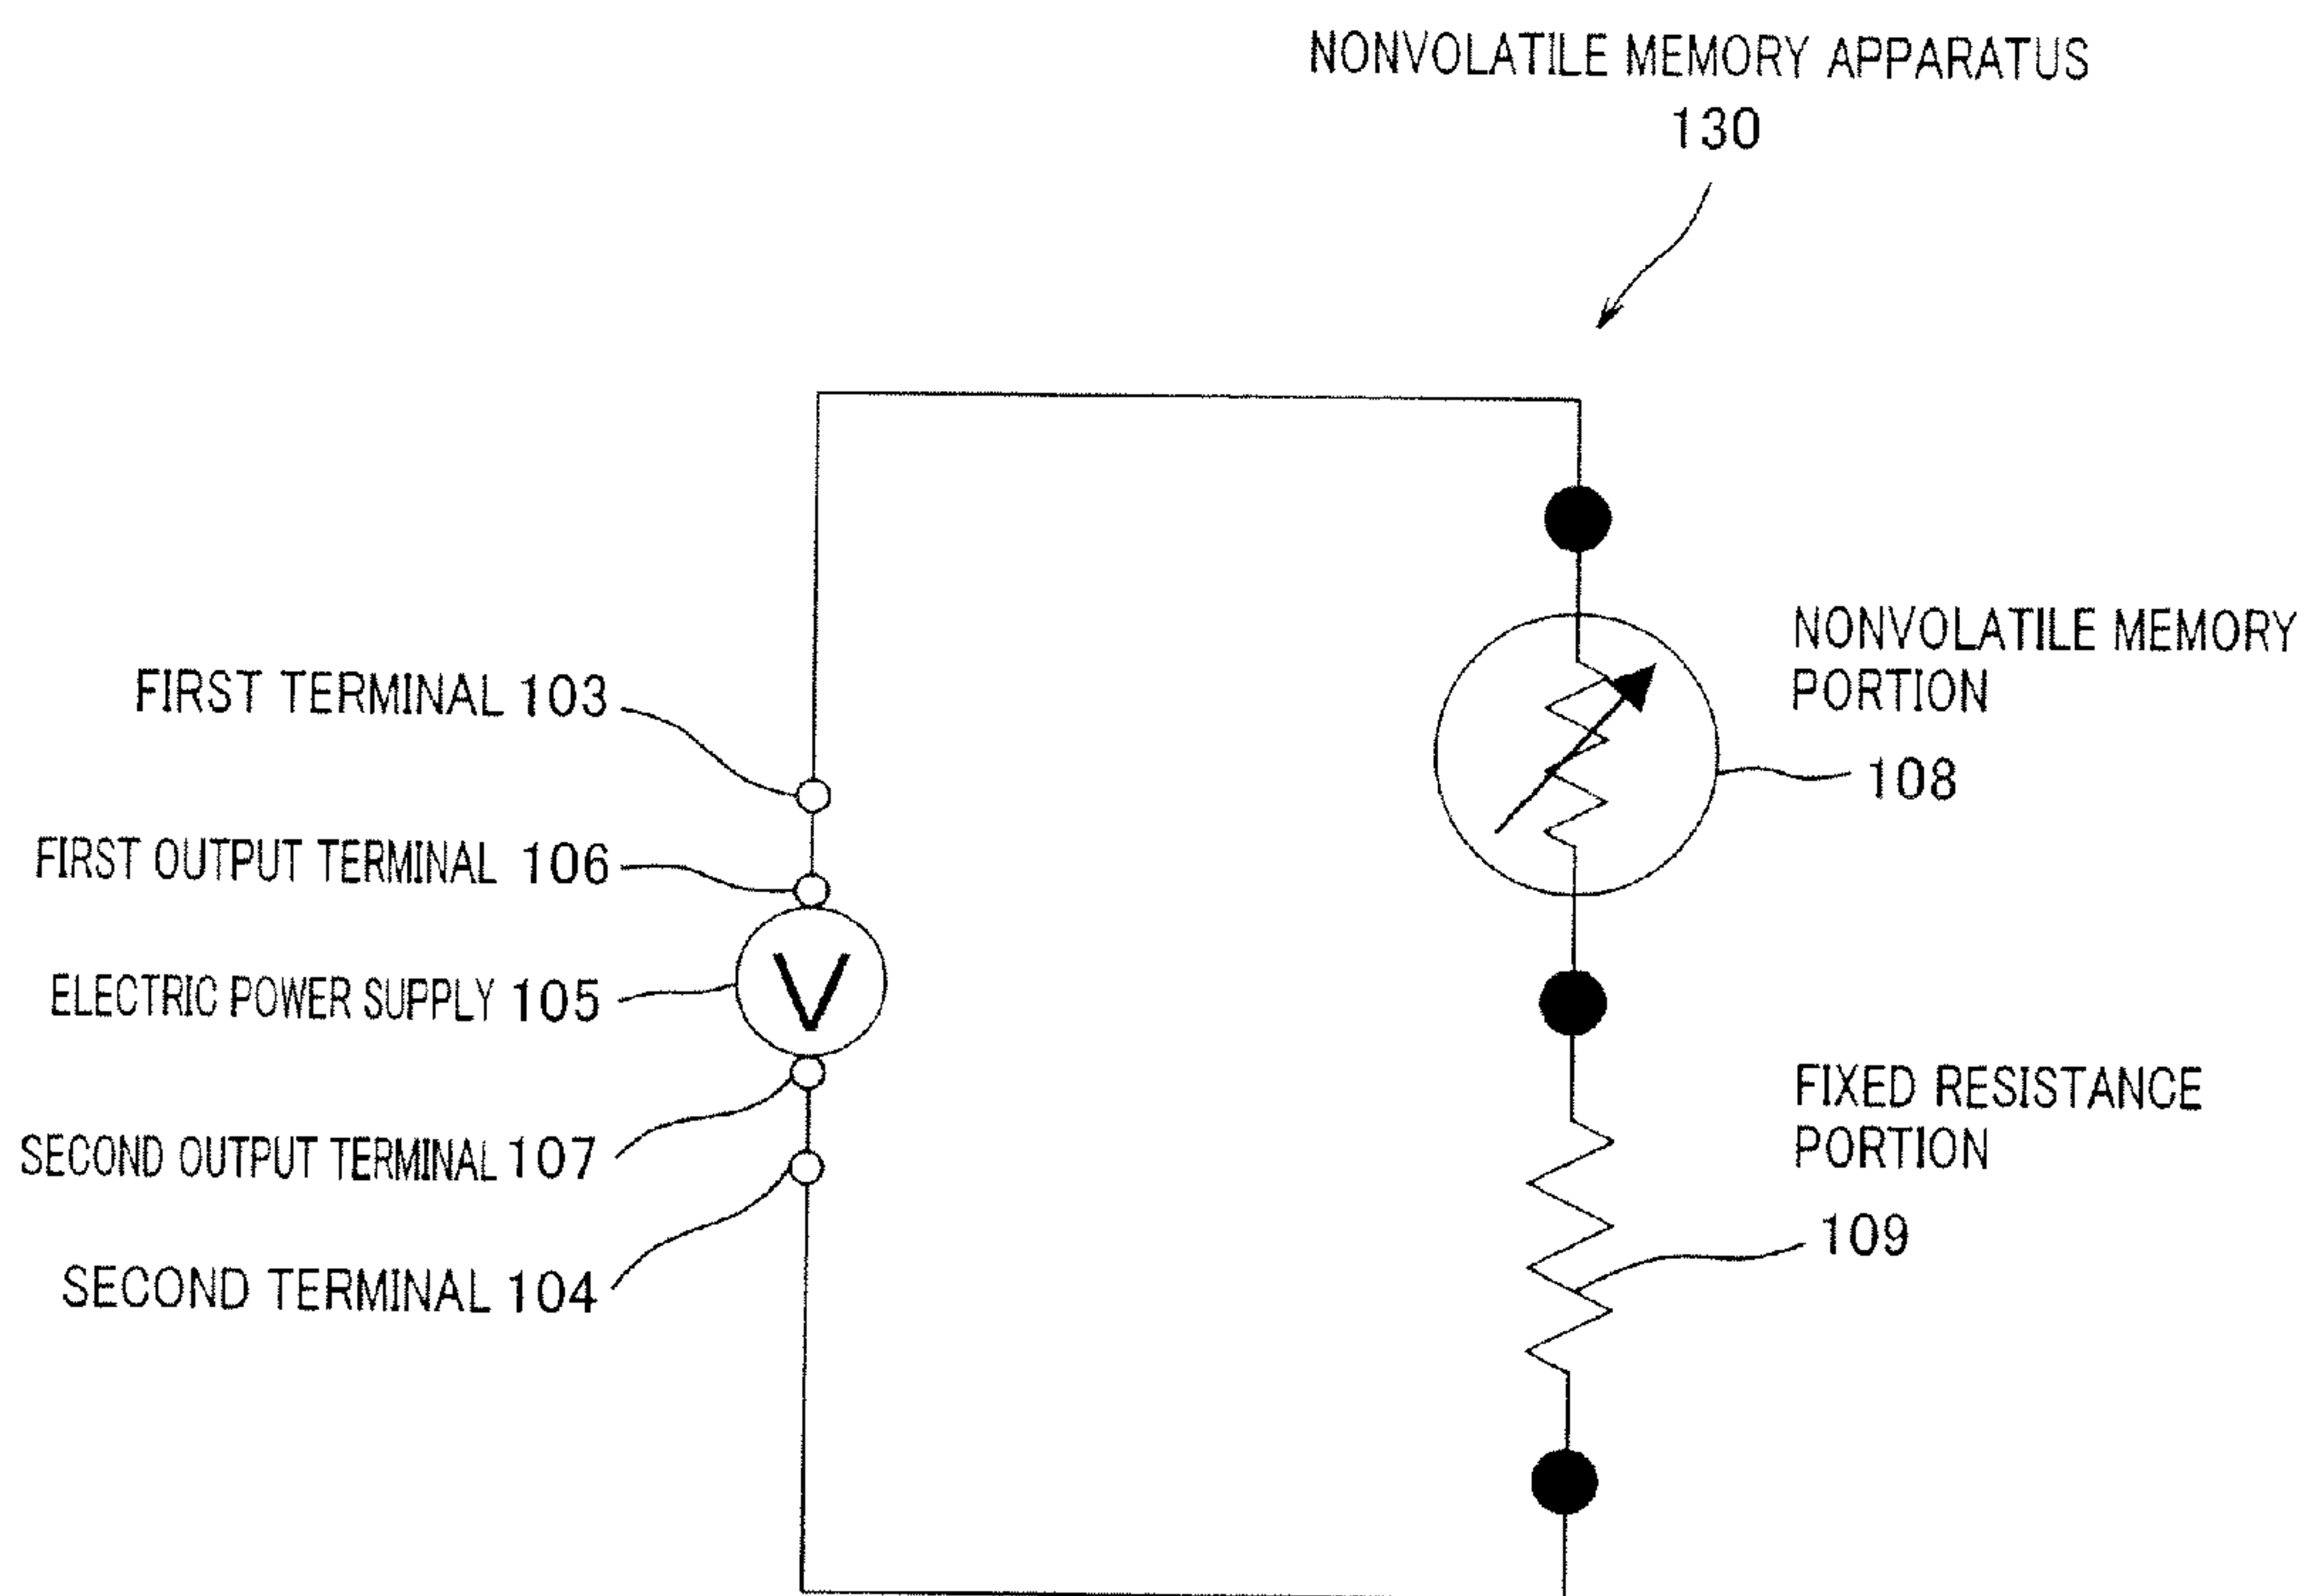 NONVOLATILE MEMORY APPARATUS
130
NONVOLATILE MEMORY
PORTION
108
FIRST TERMINAL 103
FIRST OUTPUT TERMINAL 106
ELECTRIC POWER SUPPLY 105
V
SECOND OUTPUT TERMINAL 107
SECOND TERMINAL 104
FIXED RESISTANCE
PORTION
109